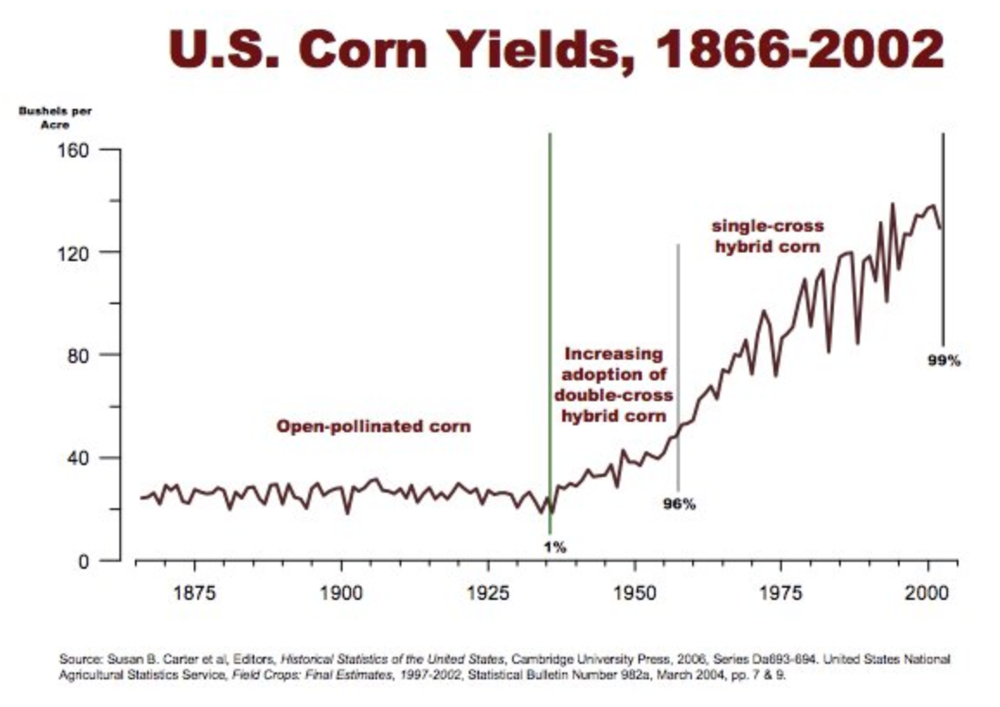 U.S. Corn Yields, 1866-2002
Bushels per
Acre
160
120
80
40
0
single-cross
hybrid corn
Increasing
adoption of
double-cross
hybrid corn
Open-pollinated corn
99%
96%
1%
1875 1900 1925 1950 1975 2000
Source: Susan B. Carter et al, Editors, Historical Statistics of the United States, Cambridge University Press, 2006, Series Da693-694. United States National
Agricultural Statistics Service, Field Crops: Final Estimates, 1997-2002, Statistical Bulletin Number 982a, March 2004, pp. 7 & 9.